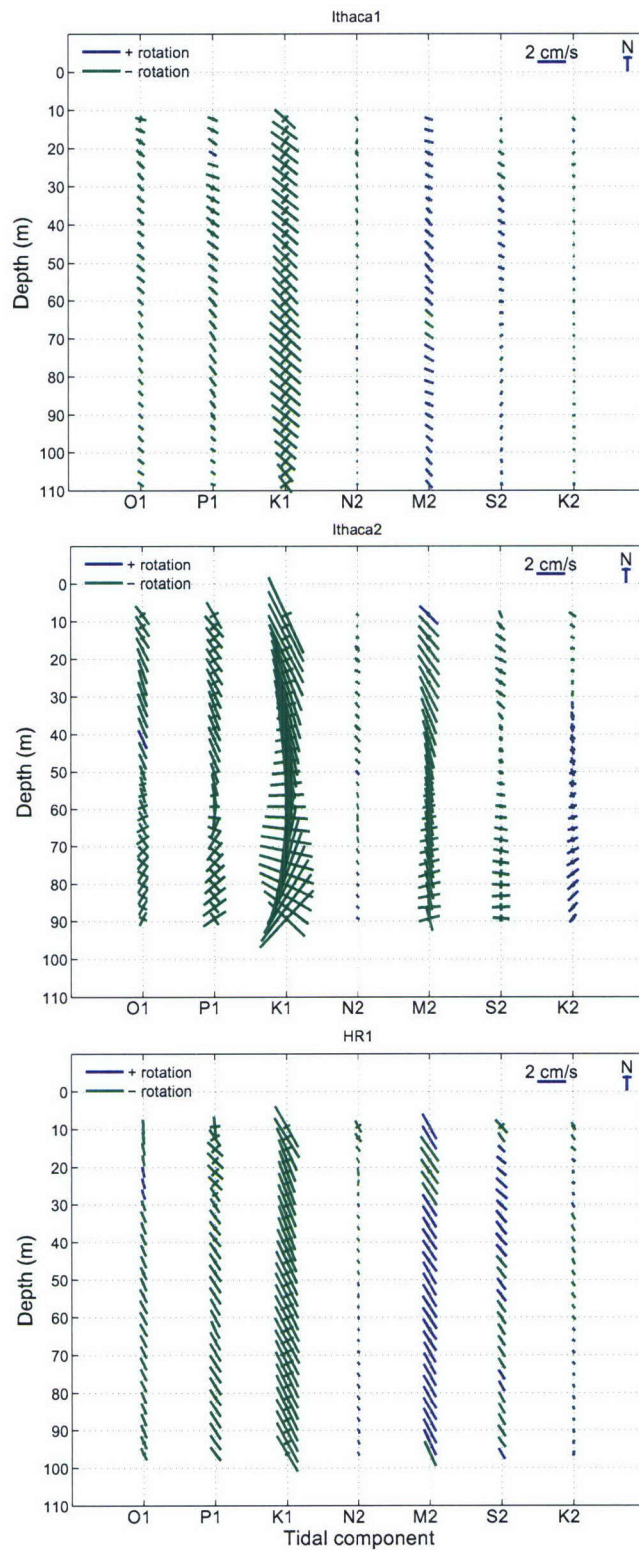 Ithaca1
+ rotation
− rotation
2 cm/s
N
0
10
20
30
40
50
60
70
80
90
100
110
Depth (m)
O1 P1 K1 N2 M2 S2 K2
Ithaca2
+ rotation
− rotation
2 cm/s
N
0
10
20
30
40
50
60
70
80
90
100
110
Depth (m)
O1 P1 K1 N2 M2 S2 K2
HR1
+ rotation
− rotation
2 cm/s
N
0
10
20
30
40
50
60
70
80
90
100
110
Depth (m)
O1 P1 K1 N2 M2 S2 K2
Tidal component